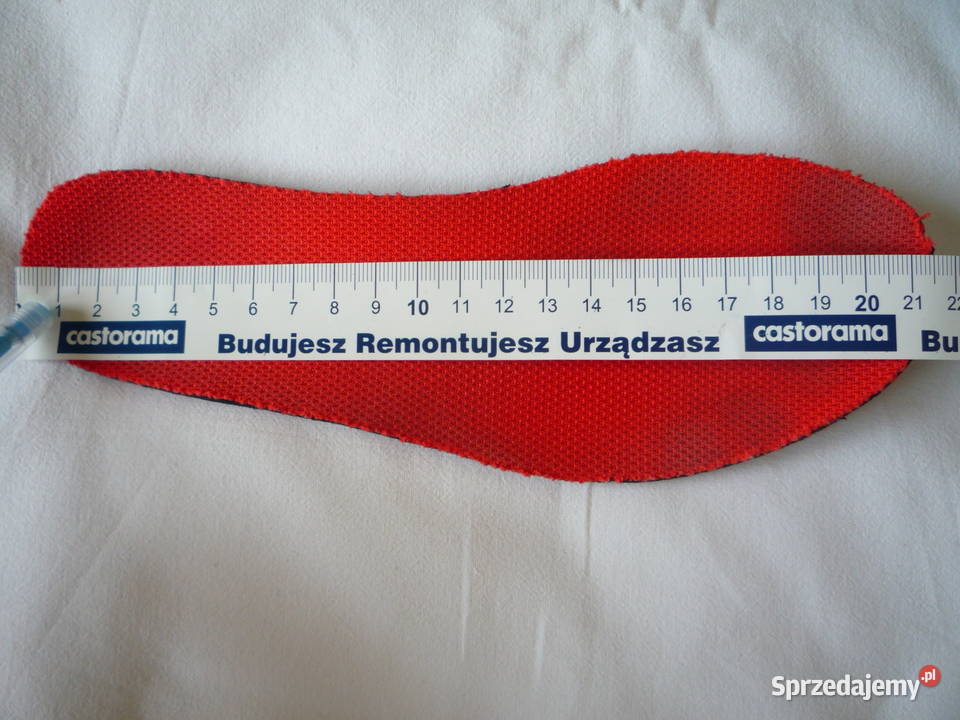 1 2 3 4 5 6 7 8 9 10 11 12 13 14 15 16 17 18 19 20 21 22
castorama Budujesz Remontujesz Urządzasz castorama Bu
Sprzedajemy.pl